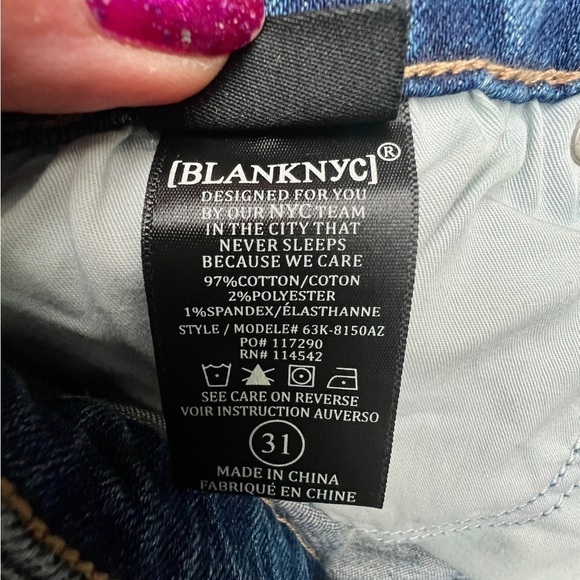 [BLANKNYC]®
DESIGNED FOR YOU
BY OUR NYC TEAM
IN THE CITY THAT
NEVER SLEEPS
BECAUSE WE CARE
97%COTTON/COTON
2%POLYESTER
1%SPANDEX/ÉLASTHANNE
STYLE / MODELE# 63K-8150AZ
PO# 117290
RN# 114542
SEE CARE ON REVERSE
VOIR INSTRUCTION AUVERSO
31
MADE IN CHINA
FABRIQUÉ EN CHINE